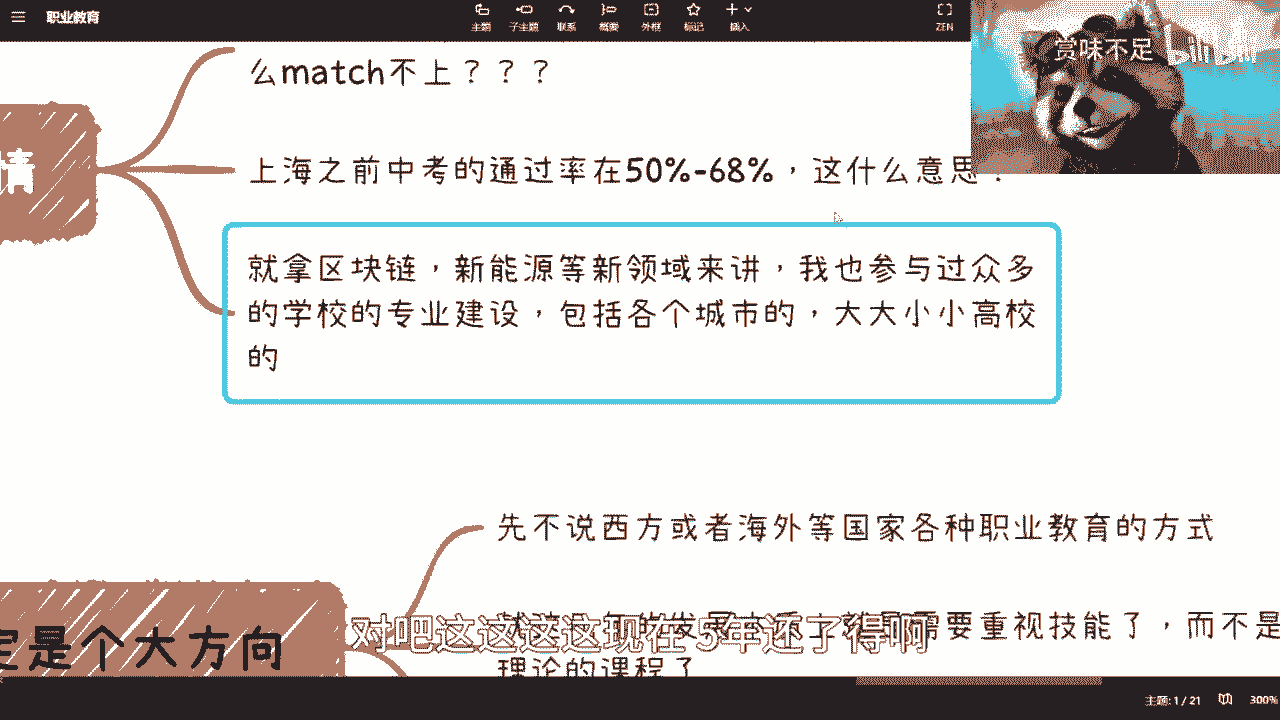 职业教育
主题 子主题 联系 概要 外框 标记 插入 ZEN
赏味不足 bilibili
么match不上？？？
情
上海之前中考的通过率在50%-68%，这什么意思
就拿区块链，新能源等新领域来讲，我也参与过众多
的学校的专业建设，包括各个城市的，大大小小高校
的
先不说西方或者海外等国家各种职业教育的方式
需要重视技能了，而不是
定是个大方向
对吧这这这这现在5年还了得啊
理论的课程了
主题: 1 / 21 300%